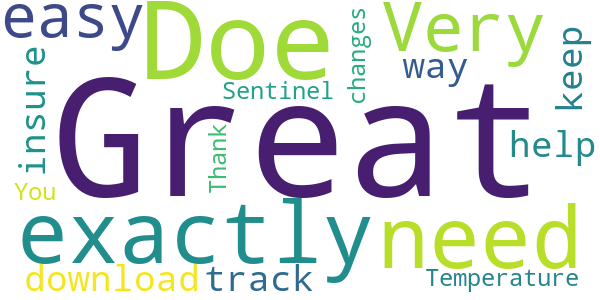 easy
Doe
Very
changes
keep
insure
way
Sentinel
Great
Thank
help
You
exactly
need
download
track
Temperature